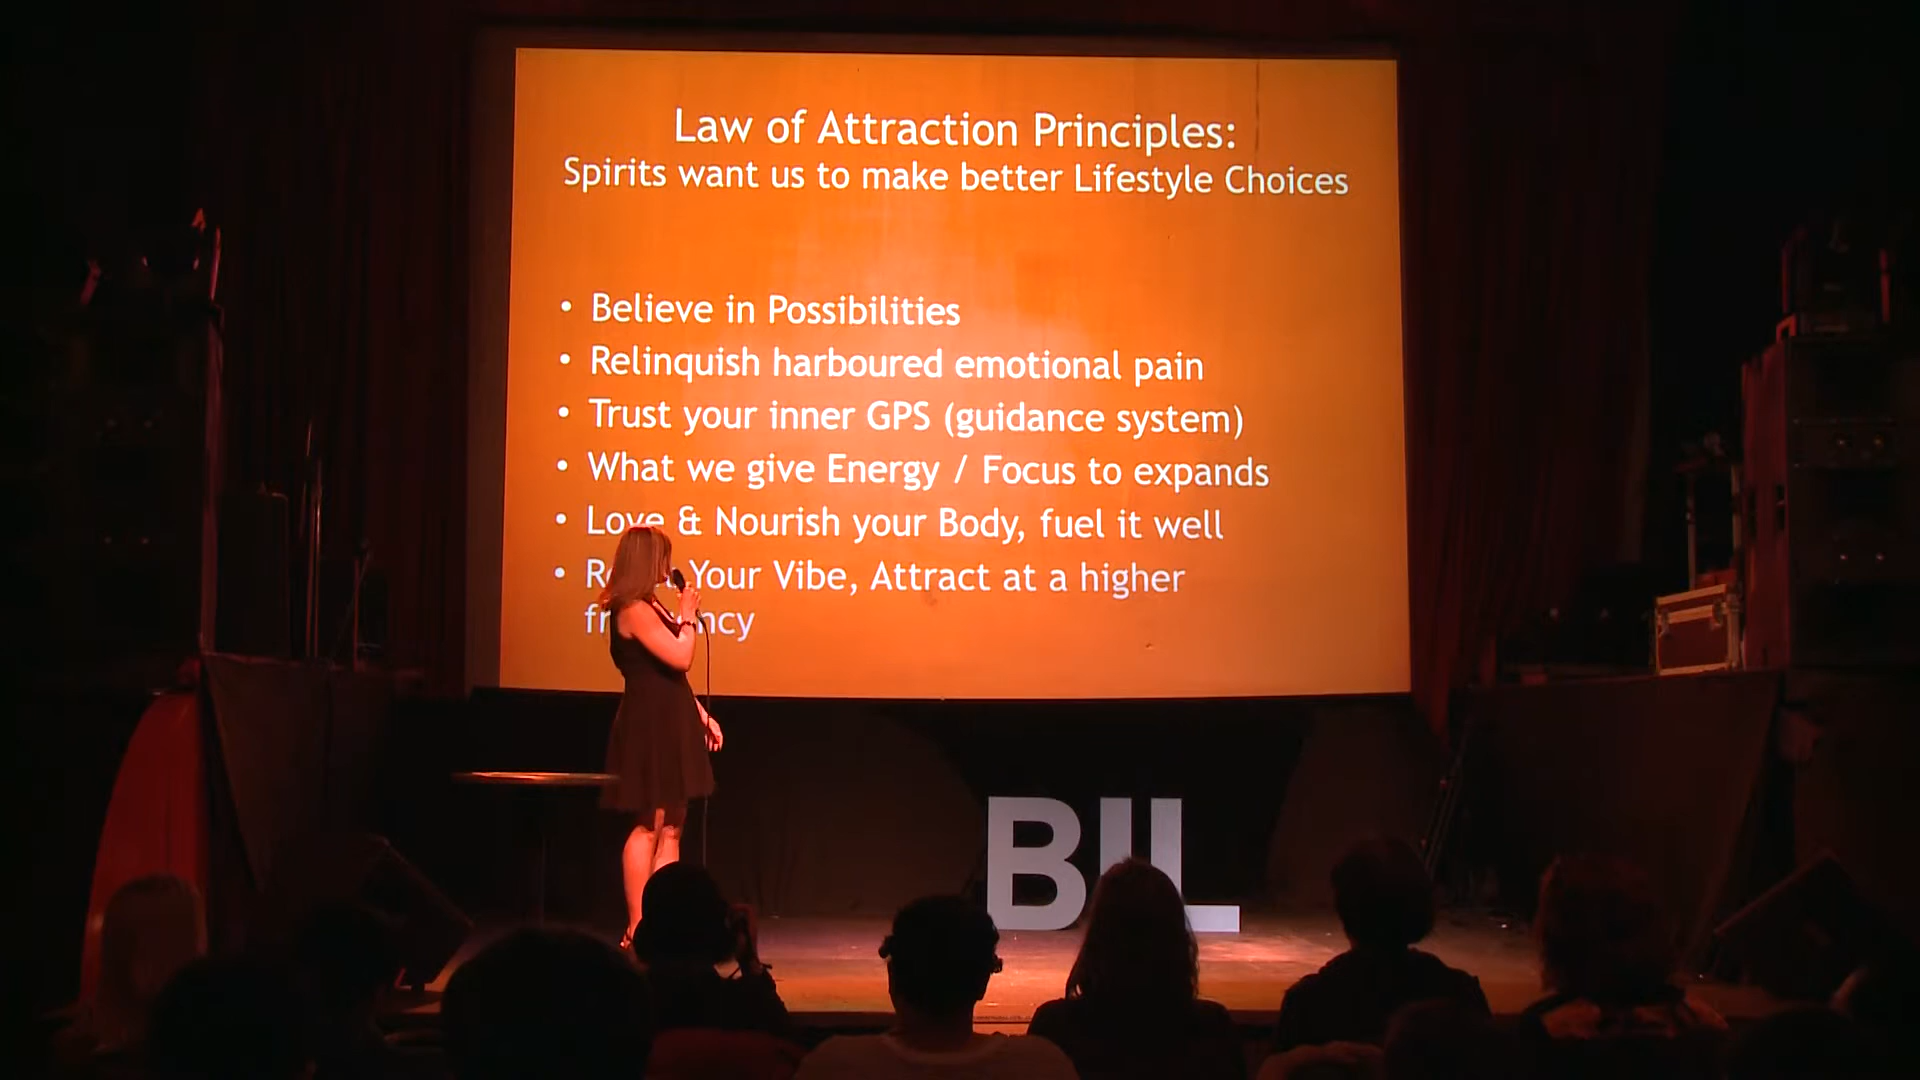 Law of Attraction Principles:
Spirits want us to make better Lifestyle Choices
• Believe in Possibilities
• Relinquish harboured emotional pain
• Trust your inner GPS (guidance system)
• What we give Energy / Focus to expands
• Love & Nourish your Body, fuel it well
• Your Vibe, Attract at a higher
BIL